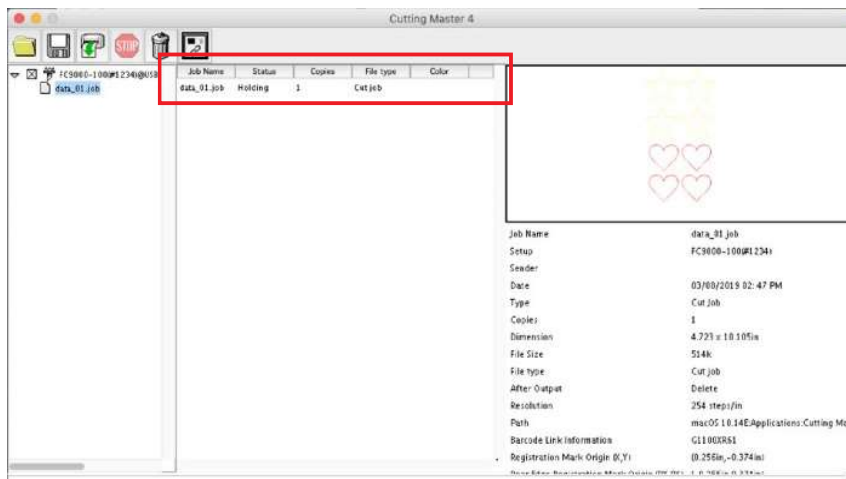 Cutting Master 4
STOP
Job Name Status Copies File type Color
FC9000-100(#1234)@USB
data_01.job Holding 1 Cut job
data_01.job
Job Name data_01.job
Setup FC9000-100(#1234)
Sender
Date 03/08/2019 02:47 PM
Type Cut Job
Copies 1
Dimension 4.723 x 10.105in
File Size 514k
File type Cut job
After Output Delete
Resolution 254 steps/in
Path macOS 10.14E:Applications:Cutting Ma
Barcode Link Information G1100XR61
Registration Mark Origin (X,Y) (0.256in,-0.374in)